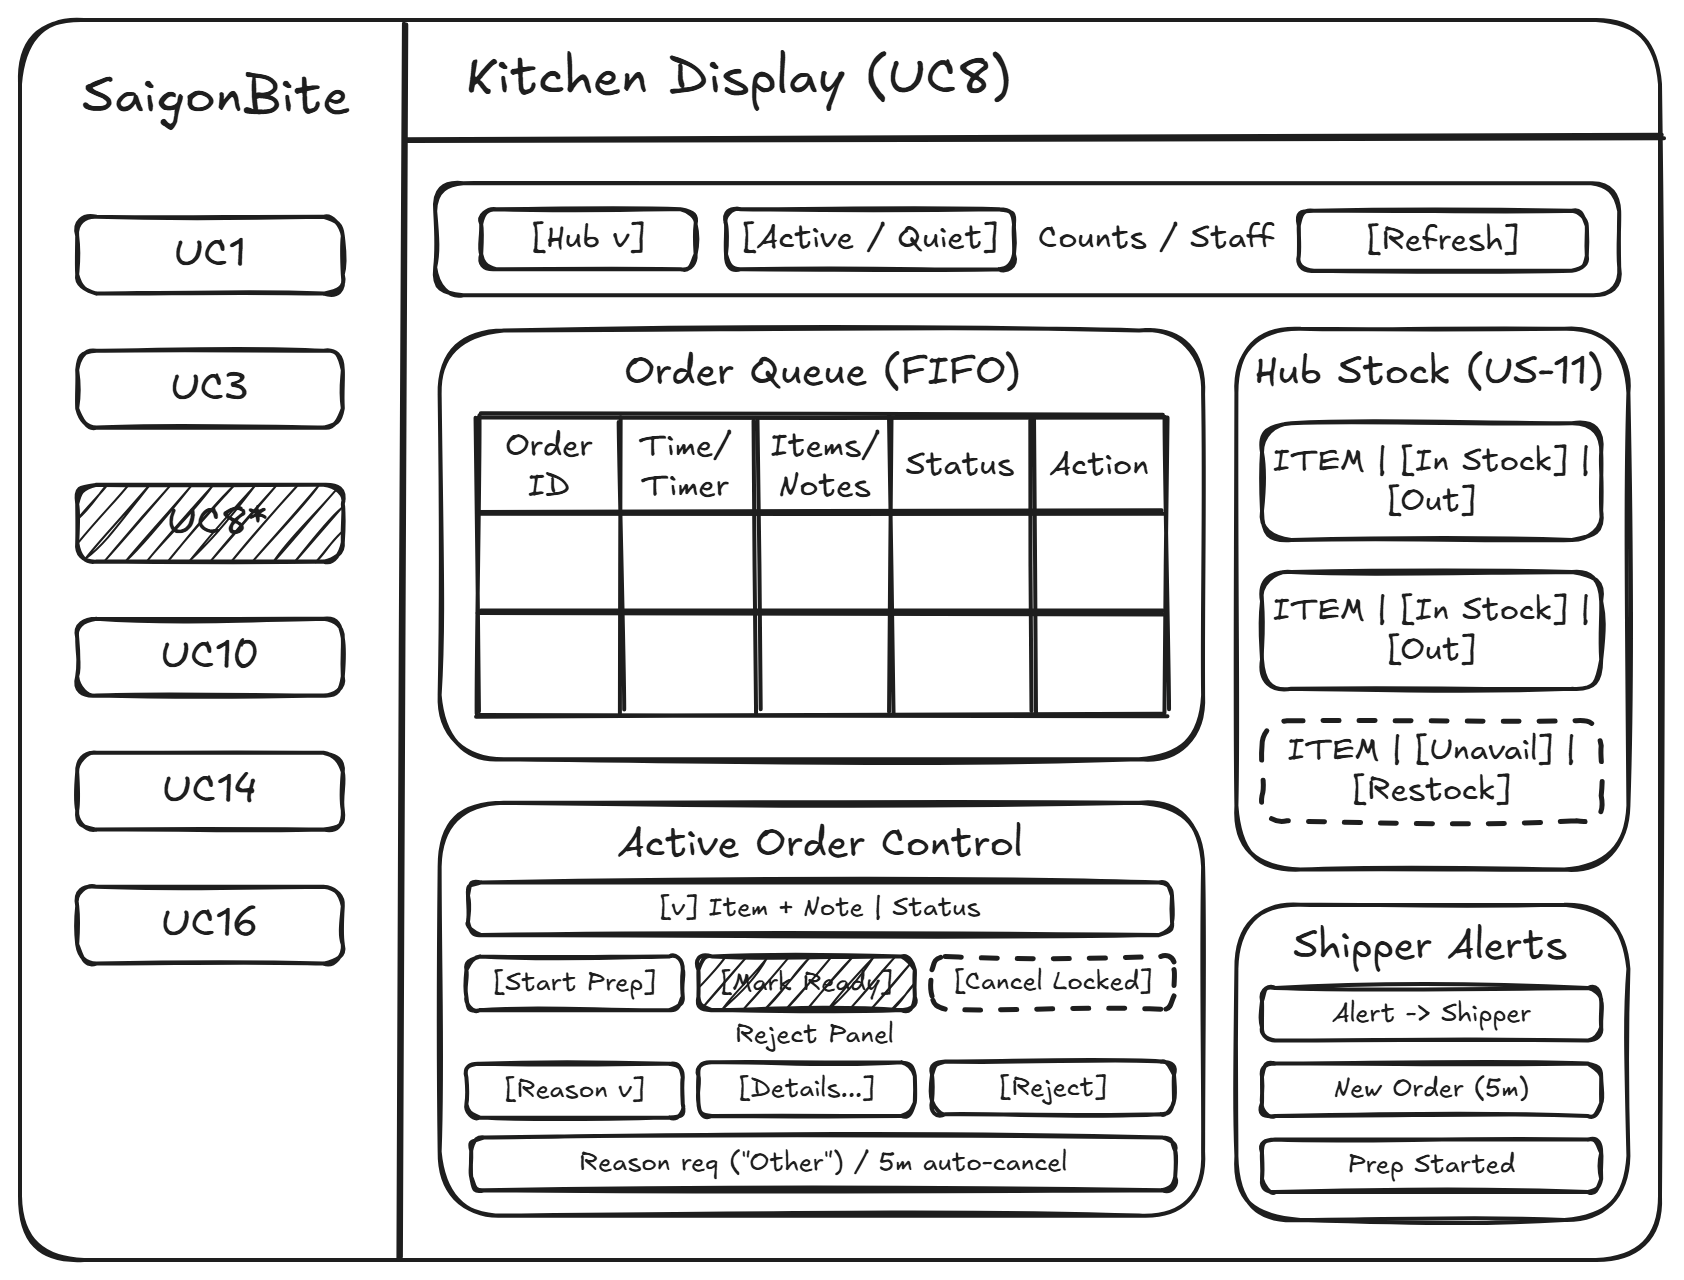 SaigonBite
UC1
UC3
UC8*
UC10
UC14
UC16
Kitchen Display (UC8)
[Hub v]
[Active / Quiet]
Counts / Staff
[Refresh]
Order Queue (FIFO)
Order
ID
Time/
Timer
Items/
Notes
Status
Action
Active Order Control
[v] Item + Note | Status
[Start Prep]
[Mark Ready]
[Cancel Locked]
Reject Panel
[Reason v]
[Details...]
[Reject]
Reason req ("Other") / 5m auto-cancel
Hub Stock (US-11)
ITEM | [In Stock] |
[Out]
ITEM | [In Stock] |
[Out]
ITEM | [Unavail] |
[Restock]
Shipper Alerts
Alert -> Shipper
New Order (5m)
Prep Started